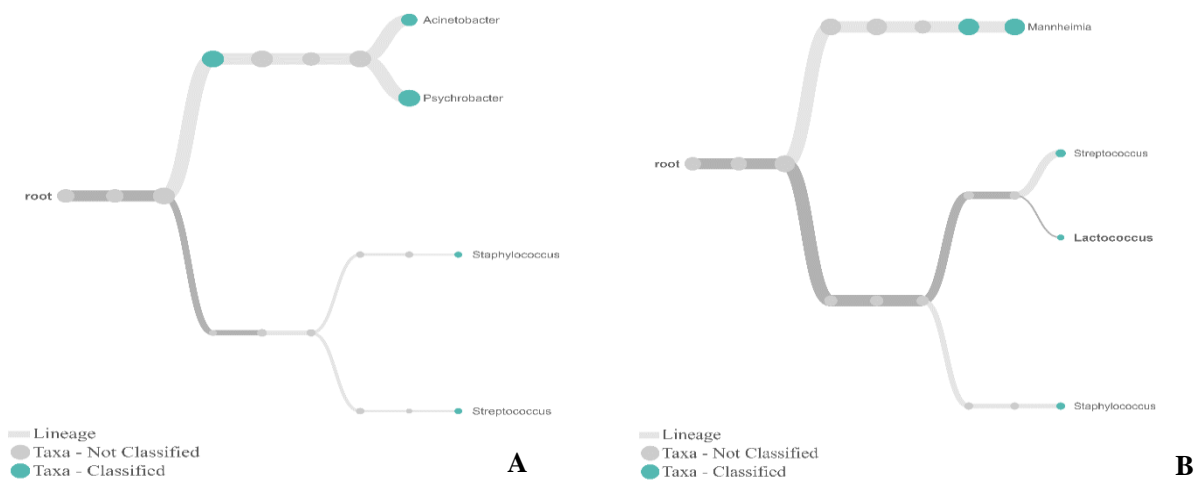 Acinetobacter
Psychrobacter
root
Staphylococcus
Streptococcus
Lineage
Taxa - Not Classified
Taxa - Classified
A
Mannheimia
Streptococcus
root
Lactococcus
Staphylococcus
Lineage
Taxa - Not Classified
Taxa - Classified
B